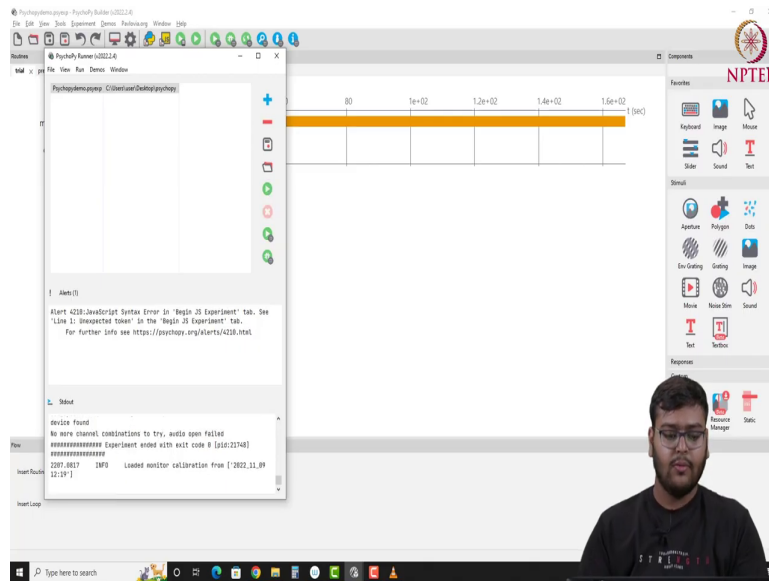 Psychopydemo.psyexp - PsychoPy Builder (v2022.2.4)
File Edit View Tools Experiment Demos Pavlovia.org Window Help
NPTEL
Routines
trial x
PsychoPy Runner (v2022.2.4)
File View Run Demos Window
Psychopydemo.psyexp C:\Users\user\Desktop\psychopy
80 1e+02 1.2e+02 1.4e+02 1.6e+02
t (sec)
! Alerts (1)
Alert 4210:JavaScript Syntax Error in 'Begin JS Experiment' tab. See
'Line 1: Unexpected token' in the 'Begin JS Experiment' tab.
For further info see https://psychopy.org/alerts/4210.html
Stdout
device found
No more channel combinations to try, audio open failed
################ Experiment ended with exit code 0 [pid:21748]
#################
2207.0817 INFO Loaded monitor calibration from ['2022_11_09
12:19']
Flow
Insert Routine
Insert Loop
Components
Favorites
Keyboard Image Mouse
Slider Sound Text
Stimuli
Aperture Polygon Dots
Env Grating Grating Image
Movie Noise Stim Sound
Text Textbox
Responses
Custom
Resource Manager Static
STRENGTH
Type here to search